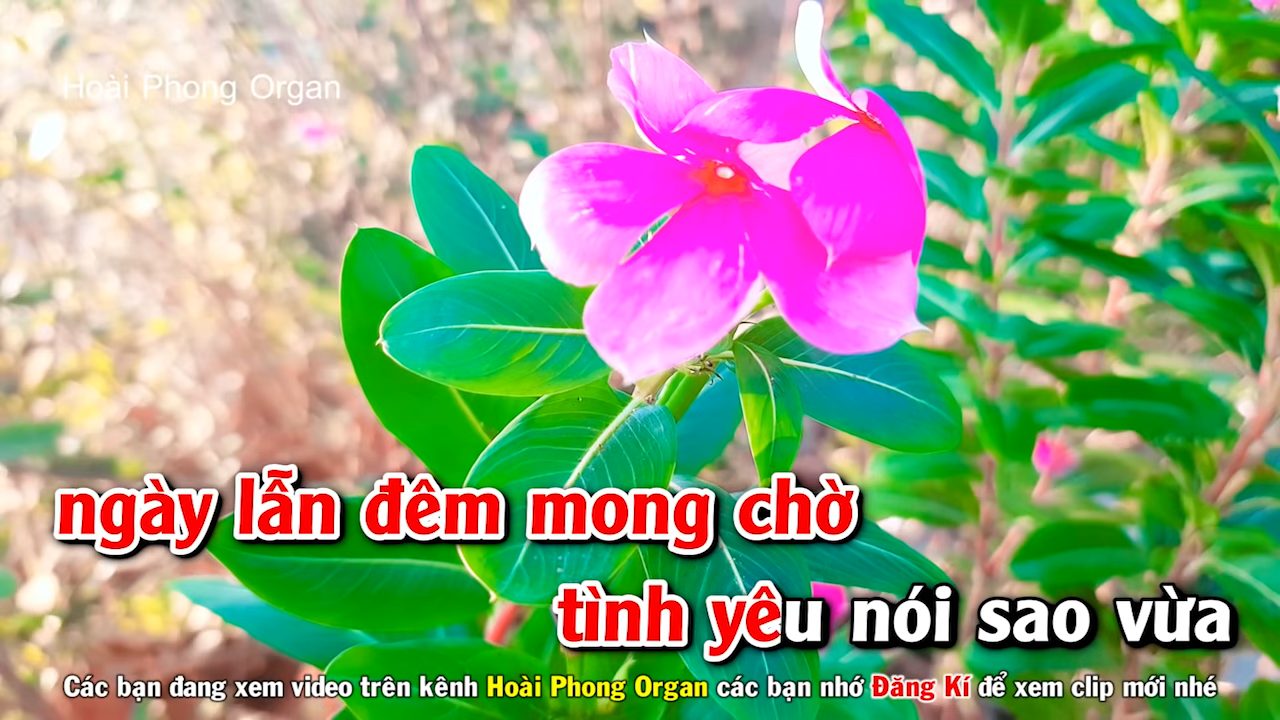 Hoài Phong Organ
ngày lẫn đêm mong chờ
tình yêu nói sao vừa
Các bạn đang xem video trên kênh Hoài Phong Organ các bạn nhớ Đăng Kí để xem clip mới nhé